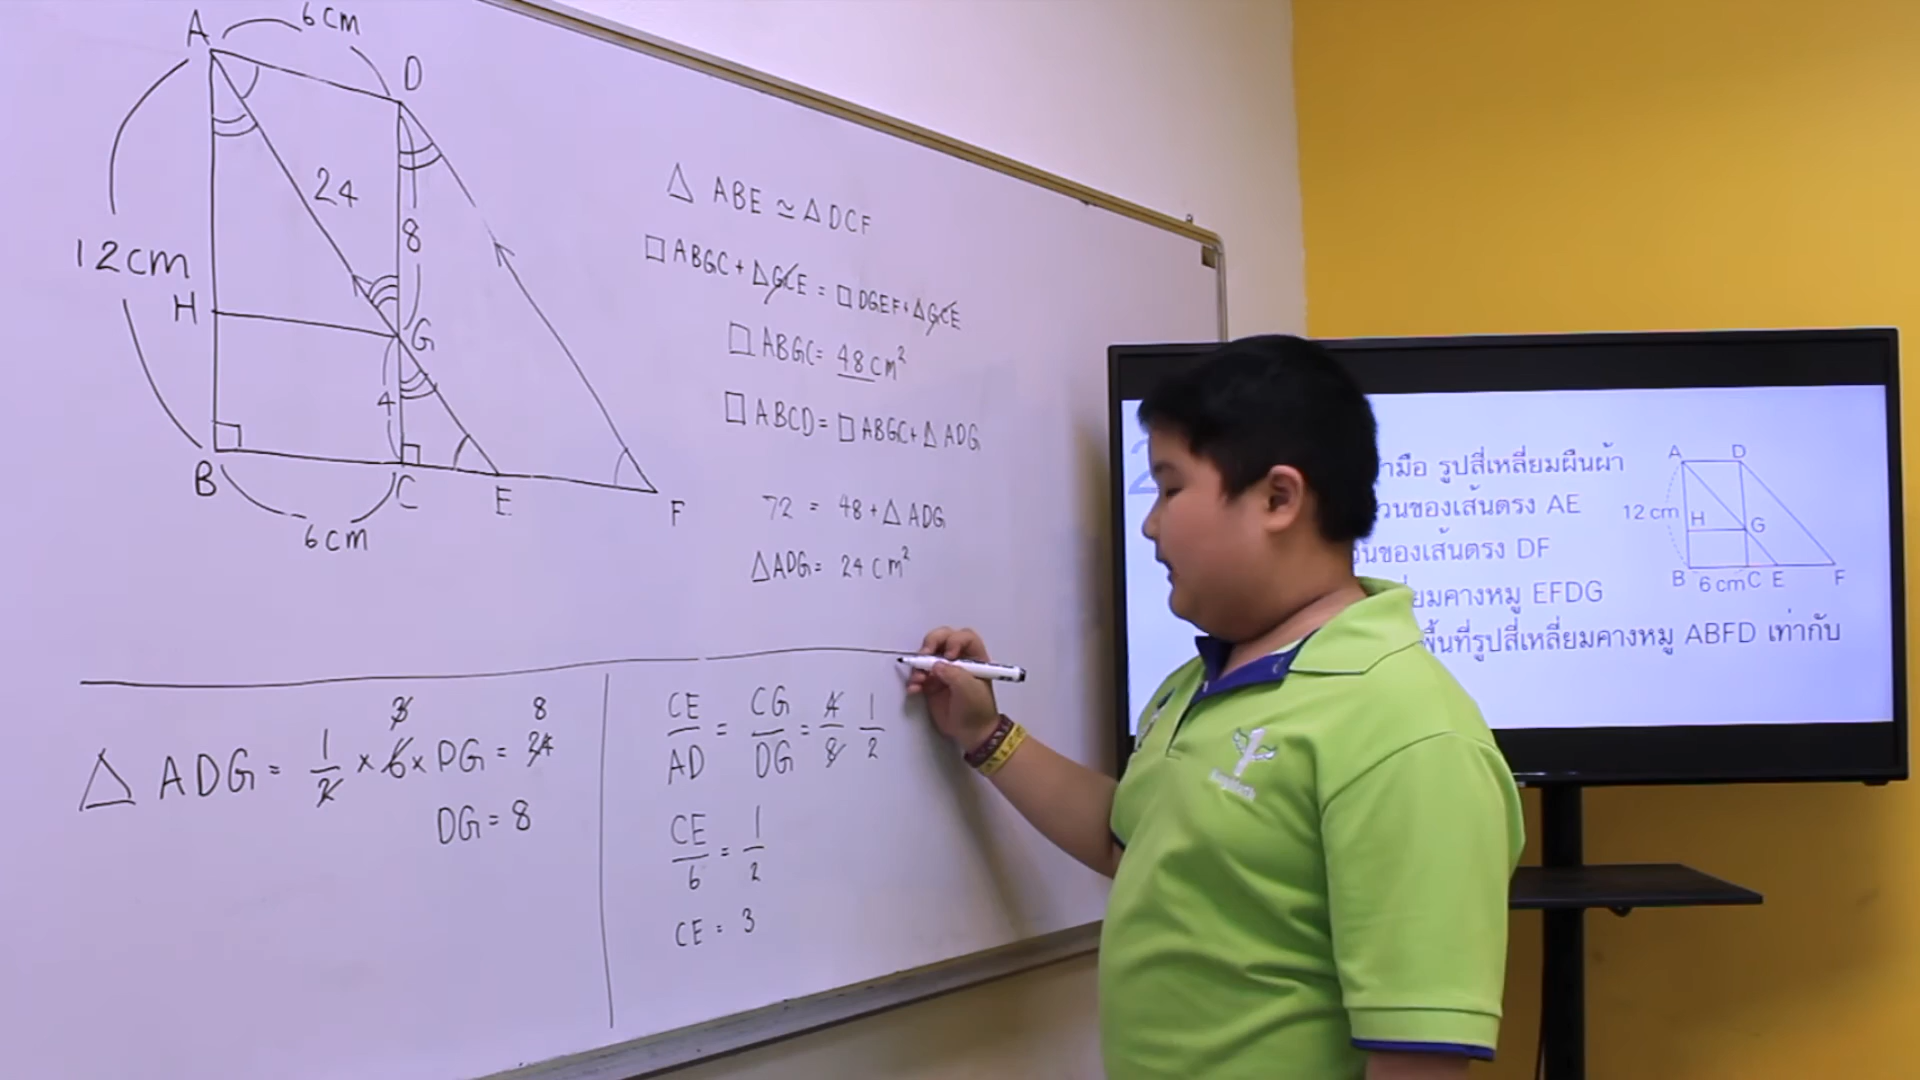 A
6cm
D
24
8
12cm
H
G
4
B
C
E
F
6cm
△ ABE ≃ △ DCF
□ ABGC + △GCE = □ DGEF + △GCE
□ ABGC = 48 cm²
□ ABCD = □ ABGC + △ ADG
72 = 48 + △ ADG
△ADG = 24 cm²
△ ADG = 1/2 × 6 3 × DG = 24 8
DG = 8
CE/AD = CG/DG = 4/8 1/2
CE/6 = 1/2
CE = 3
มือ รูปสี่เหลี่ยมผืนผ้า
ของเส้นตรง AE
ของเส้นตรง DF
คางหมู EFDG
พื้นที่รูปสี่เหลี่ยมคางหมู ABFD เท่ากับ
A D
12 cm H G
B 6 cm C E F